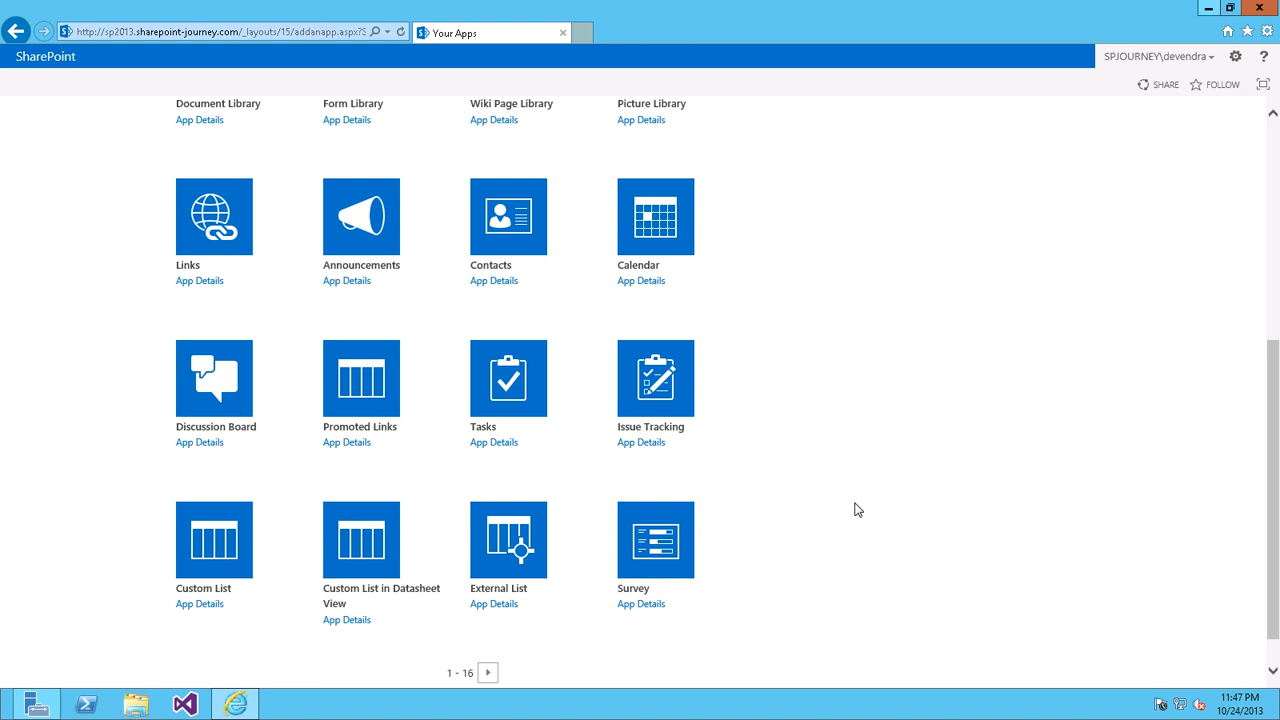 http://sp2013.sharepoint-journey.com/_layouts/15/addanapp.aspx?S
Your Apps
SharePoint
SPJOURNEY\devendra
SHARE
FOLLOW
Document Library
App Details
Form Library
App Details
Wiki Page Library
App Details
Picture Library
App Details
Links
App Details
Announcements
App Details
Contacts
App Details
Calendar
App Details
Discussion Board
App Details
Promoted Links
App Details
Tasks
App Details
Issue Tracking
App Details
Custom List
App Details
Custom List in Datasheet
View
App Details
External List
App Details
Survey
App Details
1 - 16
11:47 PM
10/24/2013